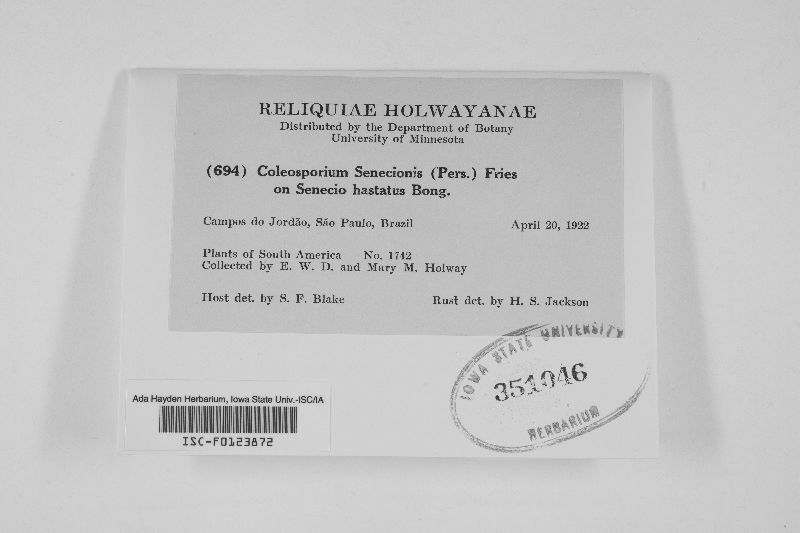 RELIQUIAE HOLWAYANAE
Distributed by the Department of Botany
University of Minnesota
(694) Coleosporium Senecionis (Pers.) Fries
on Senecio hastatus Bong.
Campos do Jordão, São Paulo, Brazil April 20, 1922
Plants of South America No. 1742
Collected by E. W. D. and Mary M. Holway
Host det. by S. F. Blake Rust det. by H. S. Jackson
IOWA STATE UNIVERSITY
351046
HERBARIUM
Ada Hayden Herbarium, Iowa State Univ.-ISC/IA
ISC-F0123872